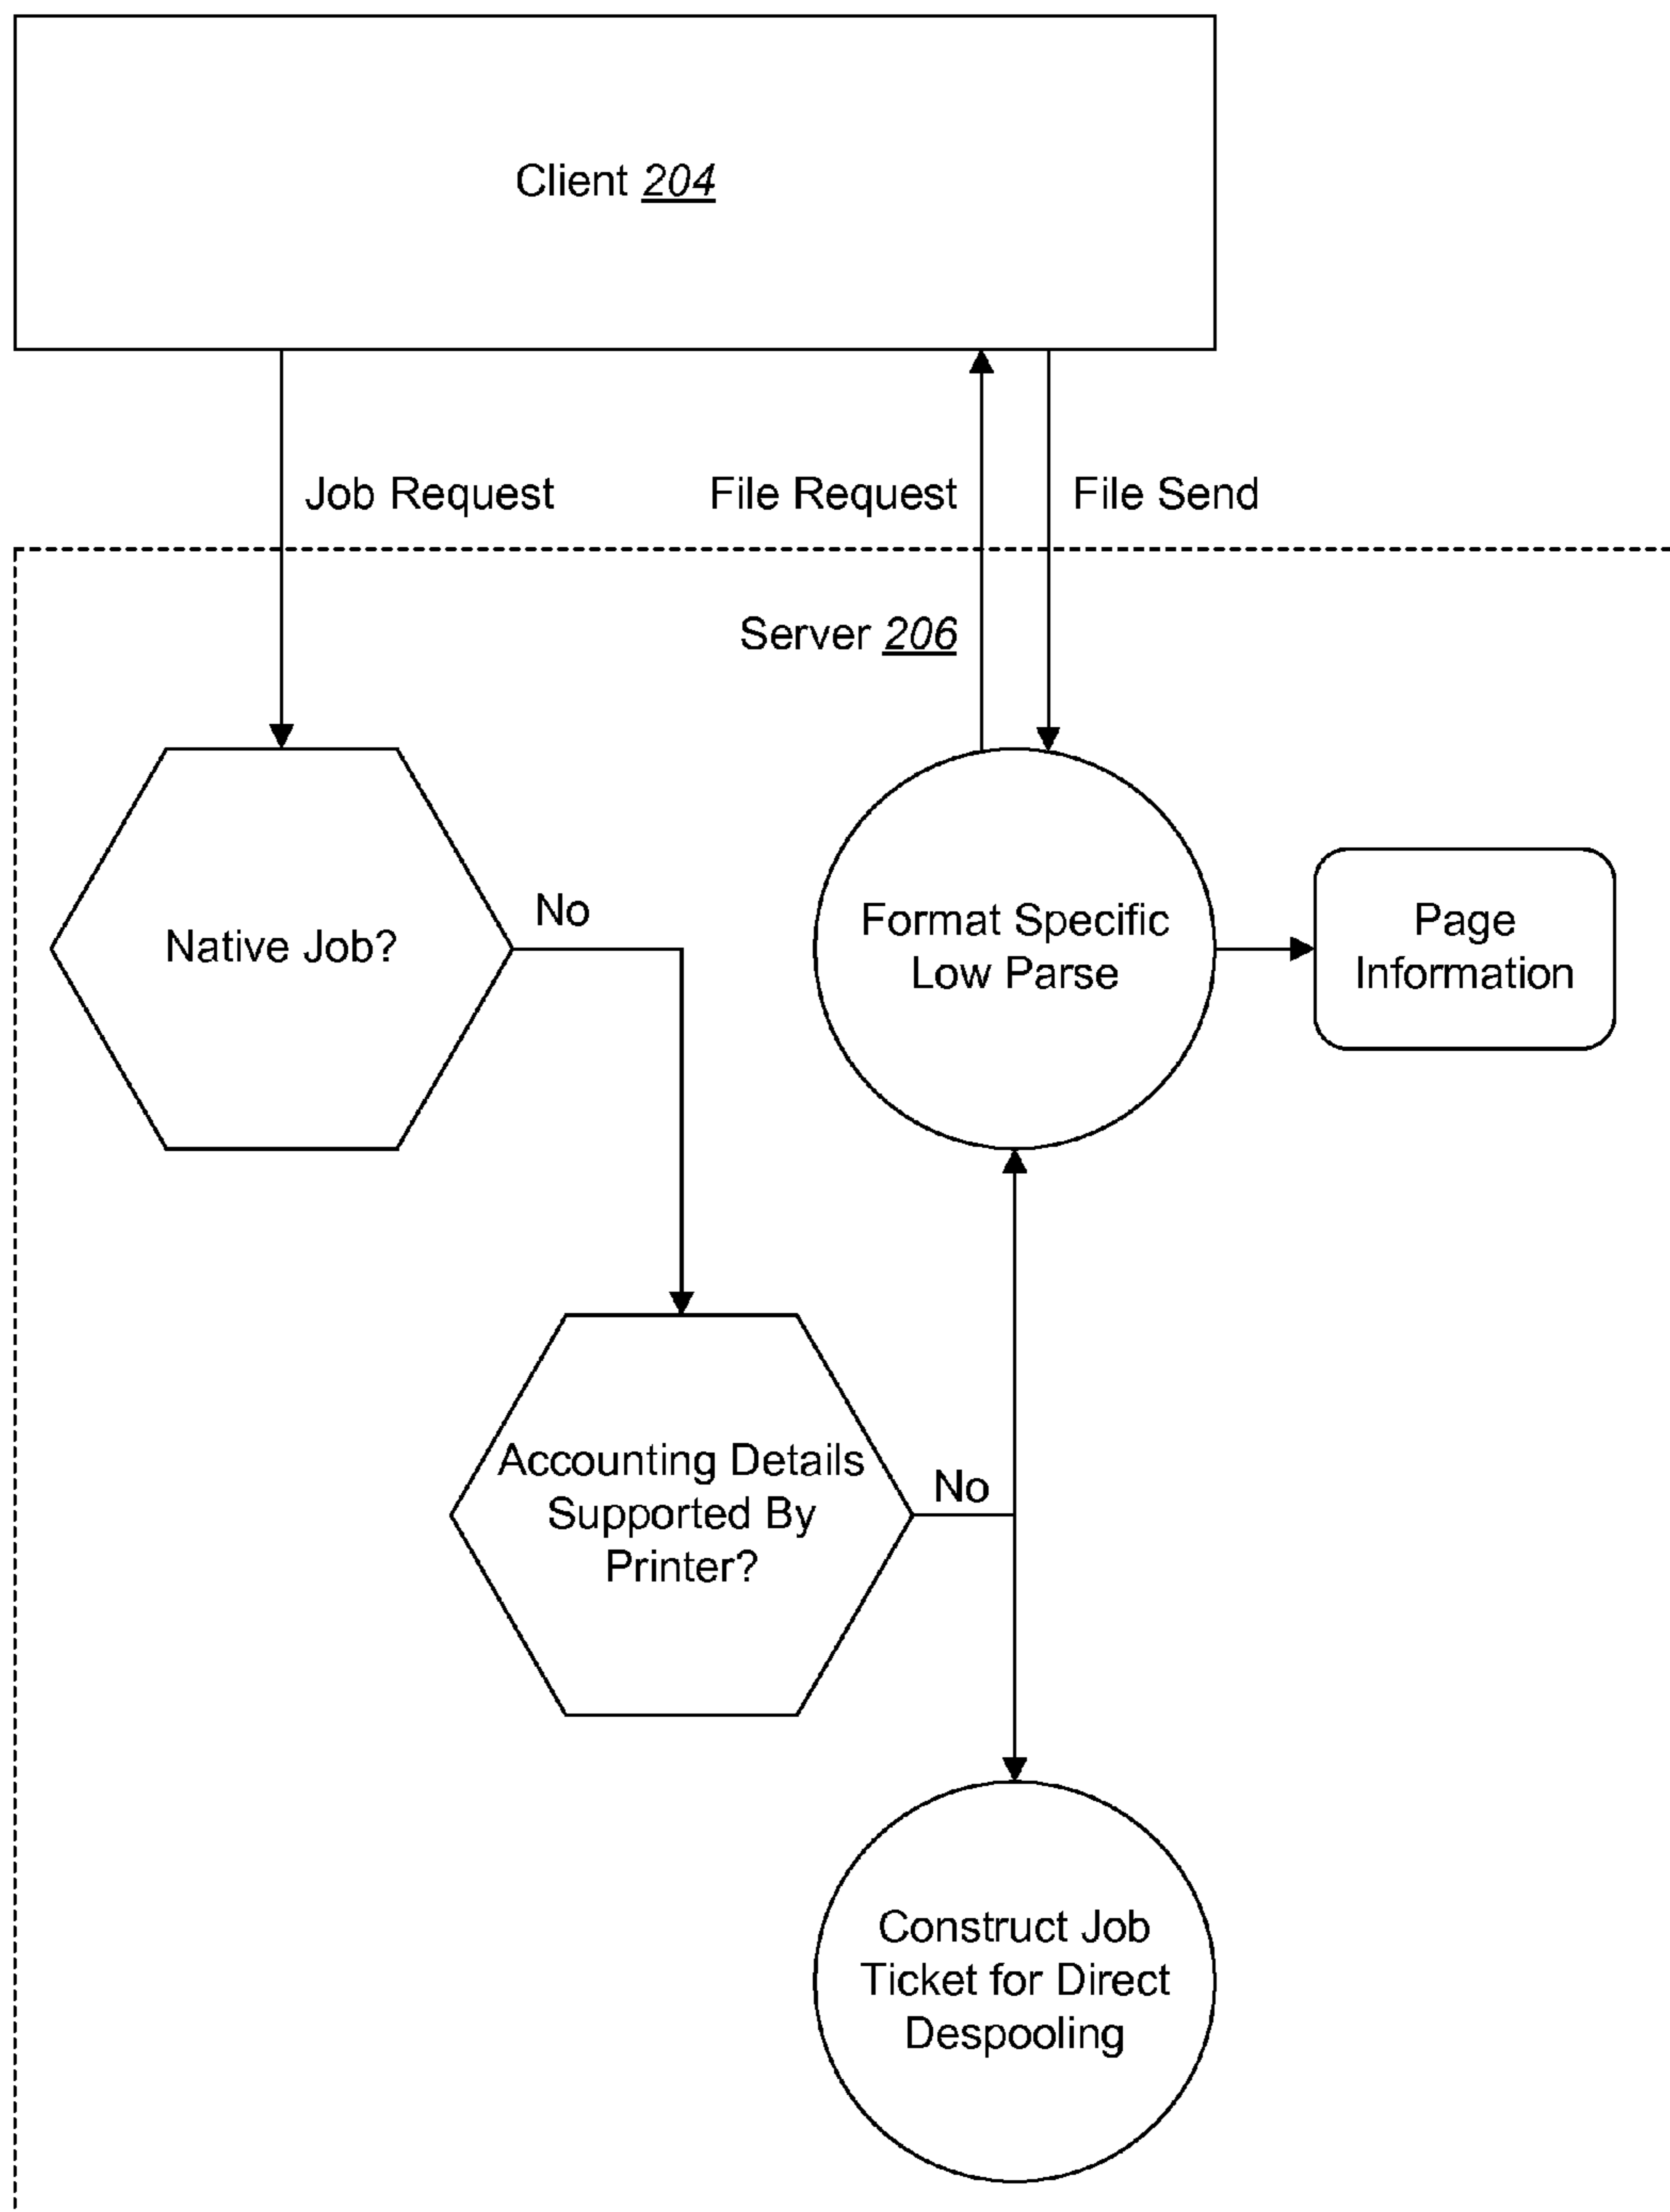 Client 204
Job Request
File Request
File Send
Server 206
Native Job?
No
Format Specific
Low Parse
Page
Information
Accounting Details
Supported By
Printer?
No
Construct Job
Ticket for Direct
Despooling